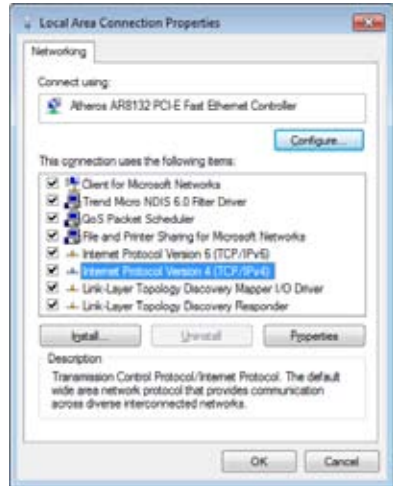 Local Area Connection Properties
Networking
Connect using:
Atheros AR8132 PCI-E Fast Ethernet Controller
Configure...
This connection uses the following items:
Client for Microsoft Networks
Trend Micro NDIS 6.0 Filter Driver
QoS Packet Scheduler
File and Printer Sharing for Microsoft Networks
Internet Protocol Version 6 (TCP/IPv6)
Internet Protocol Version 4 (TCP/IPv4)
Link-Layer Topology Discovery Mapper I/O Driver
Link-Layer Topology Discovery Responder
Install...
Uninstall
Properties
Description
Transmission Control Protocol/Internet Protocol. The default
wide area network protocol that provides communication
across diverse interconnected networks.
OK
Cancel